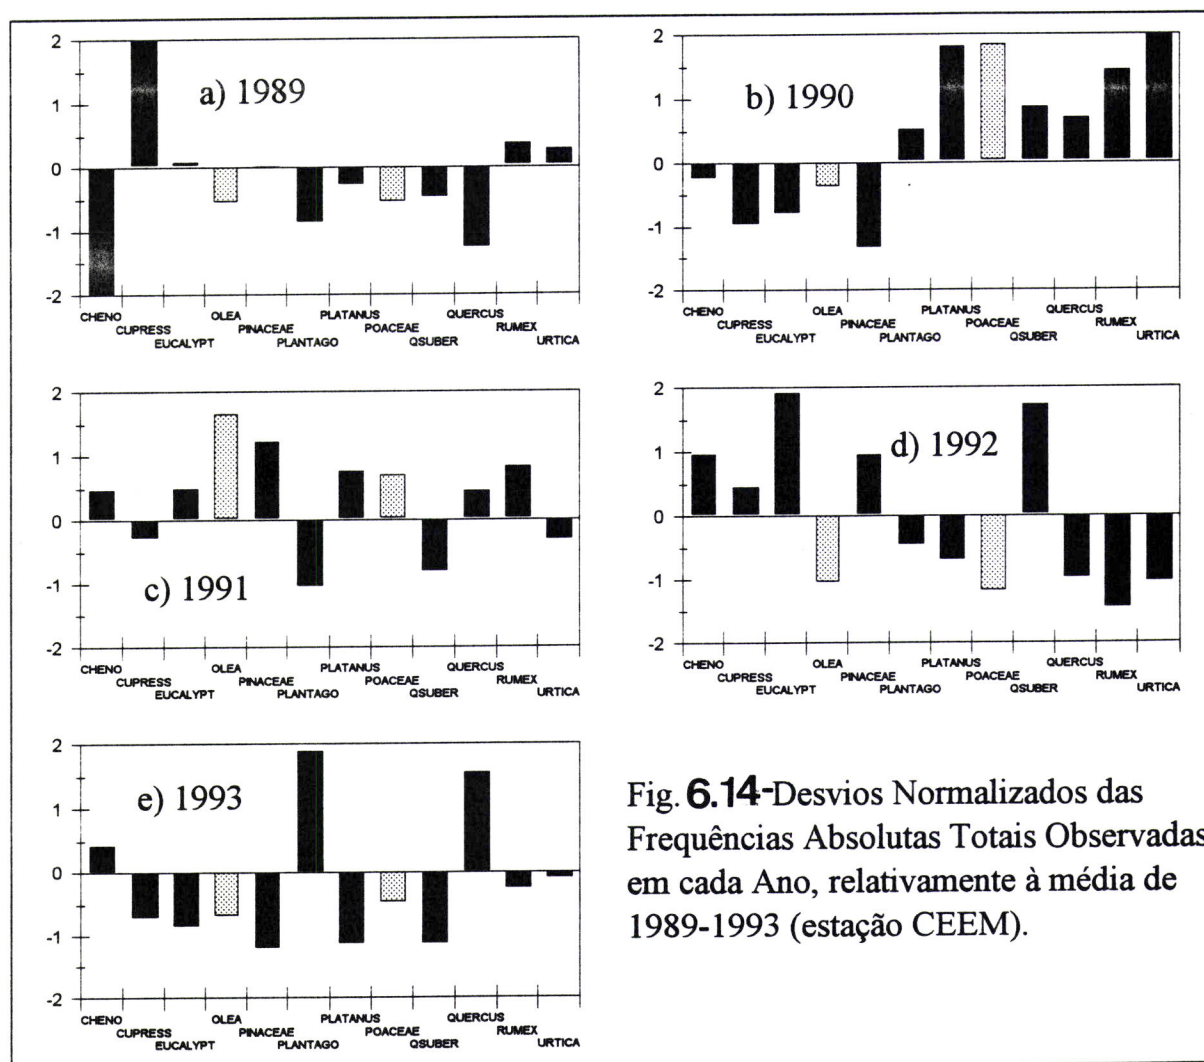 2
1
0
-1
-2
a) 1989
CHENO
CUPRESS
EUCALYPT
OLEA
PINACEAE
PLANTAGO
PLATANUS
POACEAE
QSUBER
QUERCUS
RUMEX
URTICA
2
1
0
-1
-2
b) 1990
CHENO
CUPRESS
EUCALYPT
OLEA
PINACEAE
PLANTAGO
PLATANUS
POACEAE
QSUBER
QUERCUS
RUMEX
URTICA
2
1
0
-1
-2
c) 1991
CHENO
CUPRESS
EUCALYPT
OLEA
PINACEAE
PLANTAGO
PLATANUS
POACEAE
QSUBER
QUERCUS
RUMEX
URTICA
2
1
0
-1
-2
d) 1992
CHENO
CUPRESS
EUCALYPT
OLEA
PINACEAE
PLANTAGO
PLATANUS
POACEAE
QSUBER
QUERCUS
RUMEX
URTICA
2
1
0
-1
-2
e) 1993
CHENO
CUPRESS
EUCALYPT
OLEA
PINACEAE
PLANTAGO
PLATANUS
POACEAE
QSUBER
QUERCUS
RUMEX
URTICA
Fig. 6.14-Desvios Normalizados das
Frequências Absolutas Totais Observadas
em cada Ano, relativamente à média de
1989-1993 (estação CEEM).